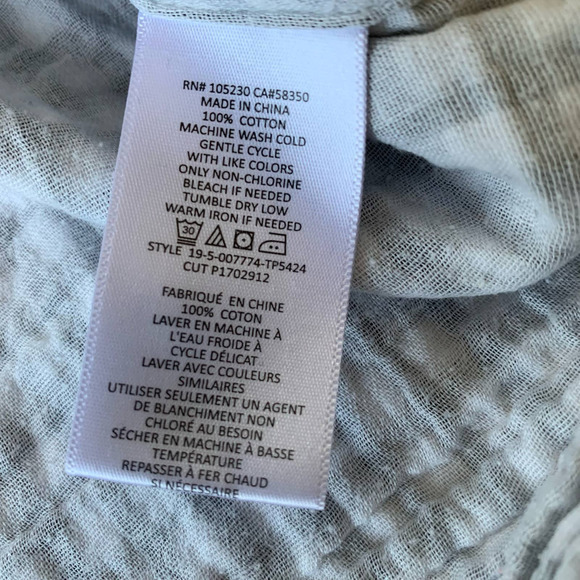 RN# 105230 CA#58350
MADE IN CHINA
100% COTTON
MACHINE WASH COLD
GENTLE CYCLE
WITH LIKE COLORS
ONLY NON-CHLORINE
BLEACH IF NEEDED
TUMBLE DRY LOW
WARM IRON IF NEEDED
30
STYLE 19-5-007774-TP5424
CUT P1702912
FABRIQUÉ EN CHINE
100% COTON
LAVER EN MACHINE À
L'EAU FROIDE À
CYCLE DÉLICAT
LAVER AVEC COULEURS
SIMILAIRES
UTILISER SEULEMENT UN AGENT
DE BLANCHIMENT NON
CHLORÉ AU BESOIN
SÉCHER EN MACHINE À BASSE
TEMPÉRATURE
REPASSER À FER CHAUD
SI NÉCESSAIRE